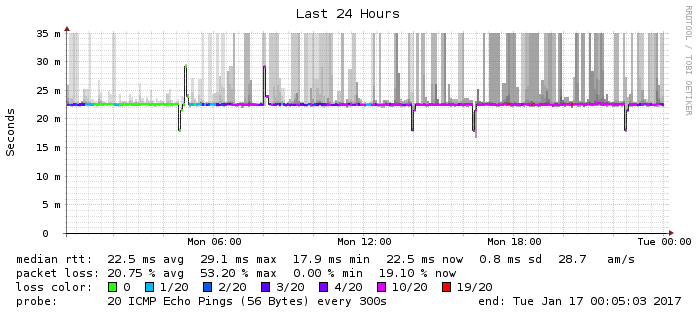 Last 24 Hours
RRDTOOL / TOBI OETIKER
Seconds
35 m
30 m
25 m
20 m
15 m
10 m
5 m
0
Mon 06:00 Mon 12:00 Mon 18:00 Tue 00:00
median rtt: 22.5 ms avg 29.1 ms max 17.9 ms min 22.5 ms now 0.8 ms sd 28.7 am/s
packet loss: 20.75 % avg 53.20 % max 0.00 % min 19.10 % now
loss color: 0 1/20 2/20 3/20 4/20 10/20 19/20
probe: 20 ICMP Echo Pings (56 Bytes) every 300s end: Tue Jan 17 00:05:03 2017